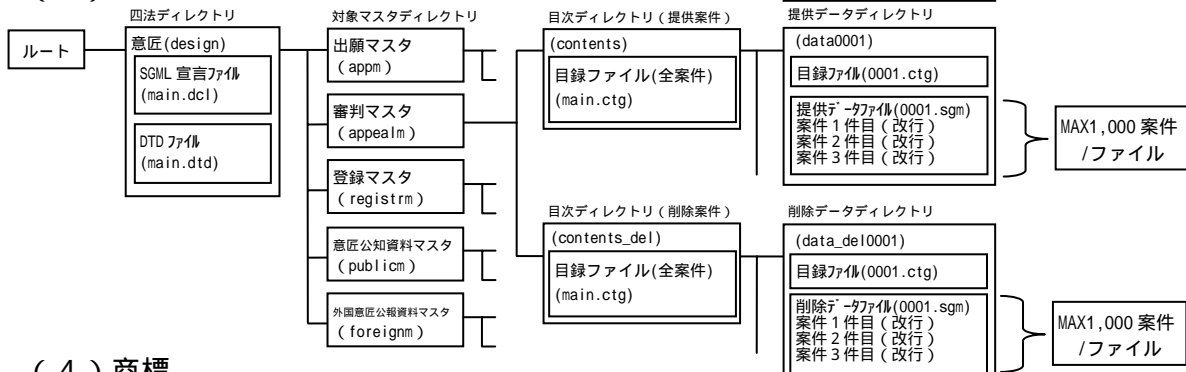 四法ディレクトリ
対象マスタディレクトリ
目次ディレクトリ(提供案件)
提供データディレクトリ
ルート
意匠(design)
SGML 宣言ファイル
(main.dcl)
DTD ファイル
(main.dtd)
出願マスタ
(appm)
審判マスタ
(appealm)
登録マスタ
(registrm)
意匠公知資料マスタ
(publicm)
外国意匠公報資料マスタ
(foreignm)
(contents)
目録ファイル(全案件)
(main.ctg)
(data0001)
目録ファイル(0001.ctg)
提供データファイル(0001.sgm)
案件1件目(改行)
案件2件目(改行)
案件3件目(改行)
MAX1,000 案件
/ファイル
目次ディレクトリ(削除案件)
削除データディレクトリ
(contents_del)
目録ファイル(全案件)
(main.ctg)
(data_del0001)
目録ファイル(0001.ctg)
削除データファイル(0001.sgm)
案件1件目(改行)
案件2件目(改行)
案件3件目(改行)
MAX1,000 案件
/ファイル
(4)商標